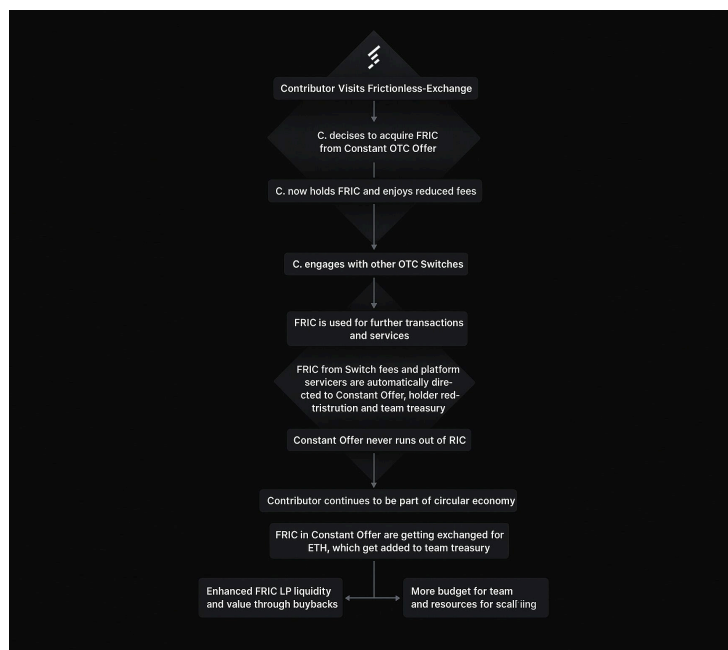 Contributor Visits Frictionless-Exchange
C. decises to acquire FRIC
from Constant OTC Offer
C. now holds FRIC and enjoys reduced fees
C. engages with other OTC Switches
FRIC is used for further transactions
and services
FRIC from Switch fees and platform
servicers are automatically dire-
cted to Constant Offer, holder red-
tristrution and team treasury
Constant Offer never runs out of RIC
Contributor continues to be part of circular economy
FRIC in Constant Offer are getting exchanged for
ETH, which get added to team treasury
Enhanced FRIC LP liquidity
and value through buybacks
More budget for team
and resources for